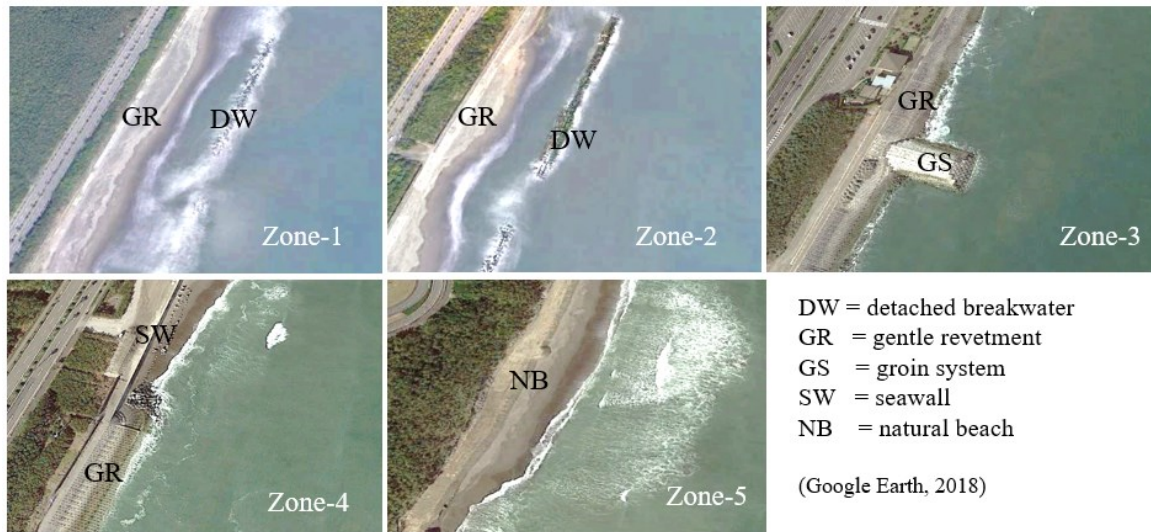 GR
DW
Zone-1
GR
DW
Zone-2
GR
GS
Zone-3
SW
GR
Zone-4
NB
Zone-5
DW = detached breakwater
GR = gentle revetment
GS = groin system
SW = seawall
NB = natural beach
(Google Earth, 2018)